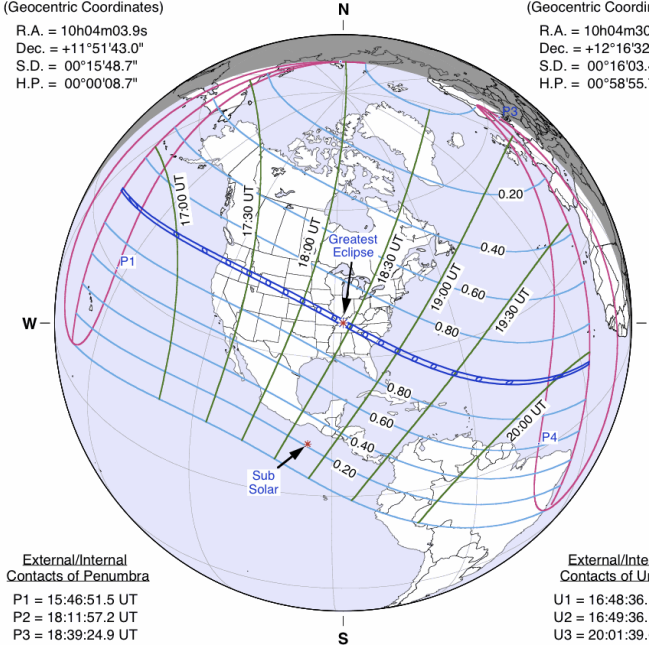 (Geocentric Coordinates)
N
(Geocentric Coord
R.A. = 10h04m03.9s
Dec. = +11°51'43.0"
S.D. = 00°15'48.7"
H.P. = 00°00'08.7"
R.A. = 10h04m30
Dec. = +12°16'32
S.D. = 00°16'03.
H.P. = 00°58'55.
P3
0.20
17:00 UT
17:30 UT
18:00 UT
Greatest
Eclipse
18:30 UT
0.40
P1
19:00 UT
0.60
19:30 UT
W
0.80
0.80
0.60
20:00 UT
P4
0.40
0.20
Sub
Solar
External/Internal
Contacts of Penumbra
P1 = 15:46:51.5 UT
P2 = 18:11:57.2 UT
P3 = 18:39:24.9 UT
S
External/Inte
Contacts of U
U1 = 16:48:36.
U2 = 16:49:36.
U3 = 20:01:39.